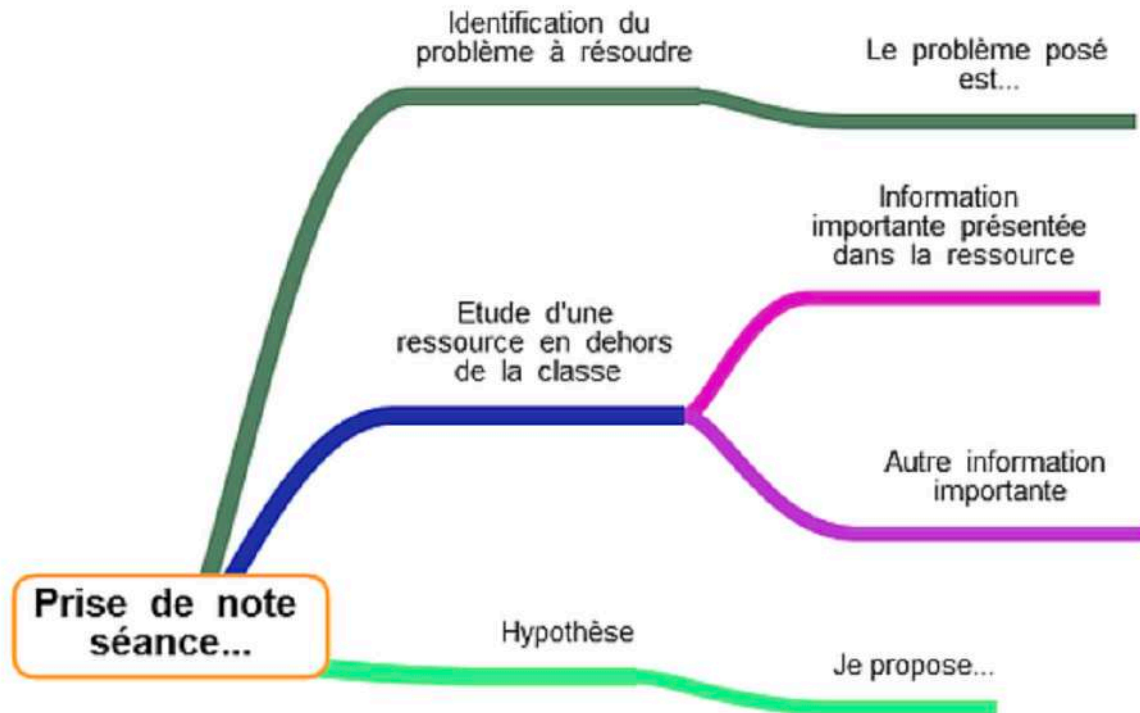 Identification du
problème à résoudre
Le problème posé
est...
Information
importante présentée
dans la ressource
Etude d'une
ressource en dehors
de la classe
Autre information
importante
Prise de note
séance...
Hypothèse
Je propose...